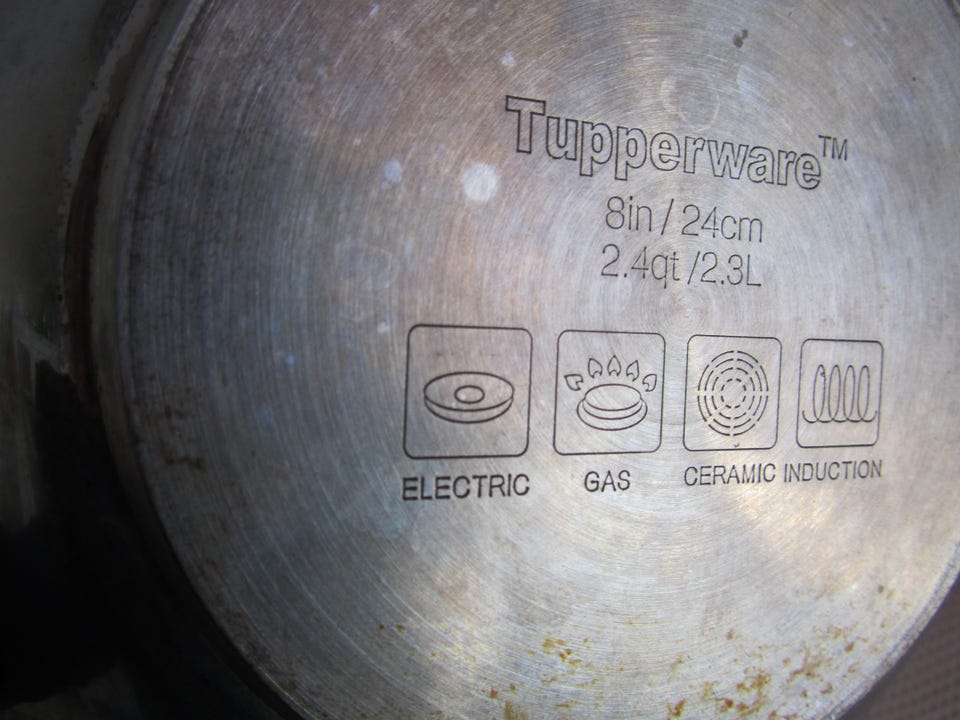 Tupperware™
8in / 24cm
2.4qt /2.3L
ELECTRIC GAS CERAMIC INDUCTION